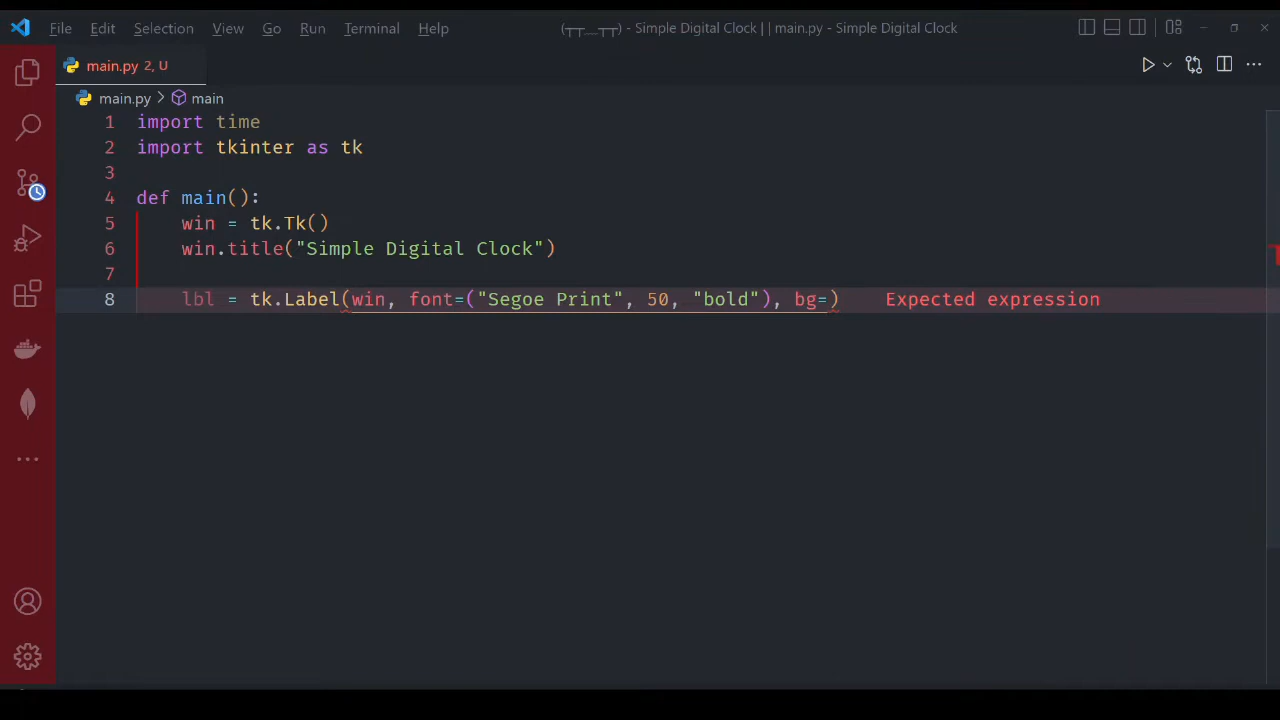 File Edit Selection View Go Run Terminal Help (┬┬﹏┬┬) - Simple Digital Clock | | main.py - Simple Digital Clock
main.py 2, U
main.py > main
1 import time
2 import tkinter as tk
3
4 def main():
5     win = tk.Tk()
6     win.title("Simple Digital Clock")
7
8     lbl = tk.Label(win, font=("Segoe Print", 50, "bold"), bg=)    Expected expression